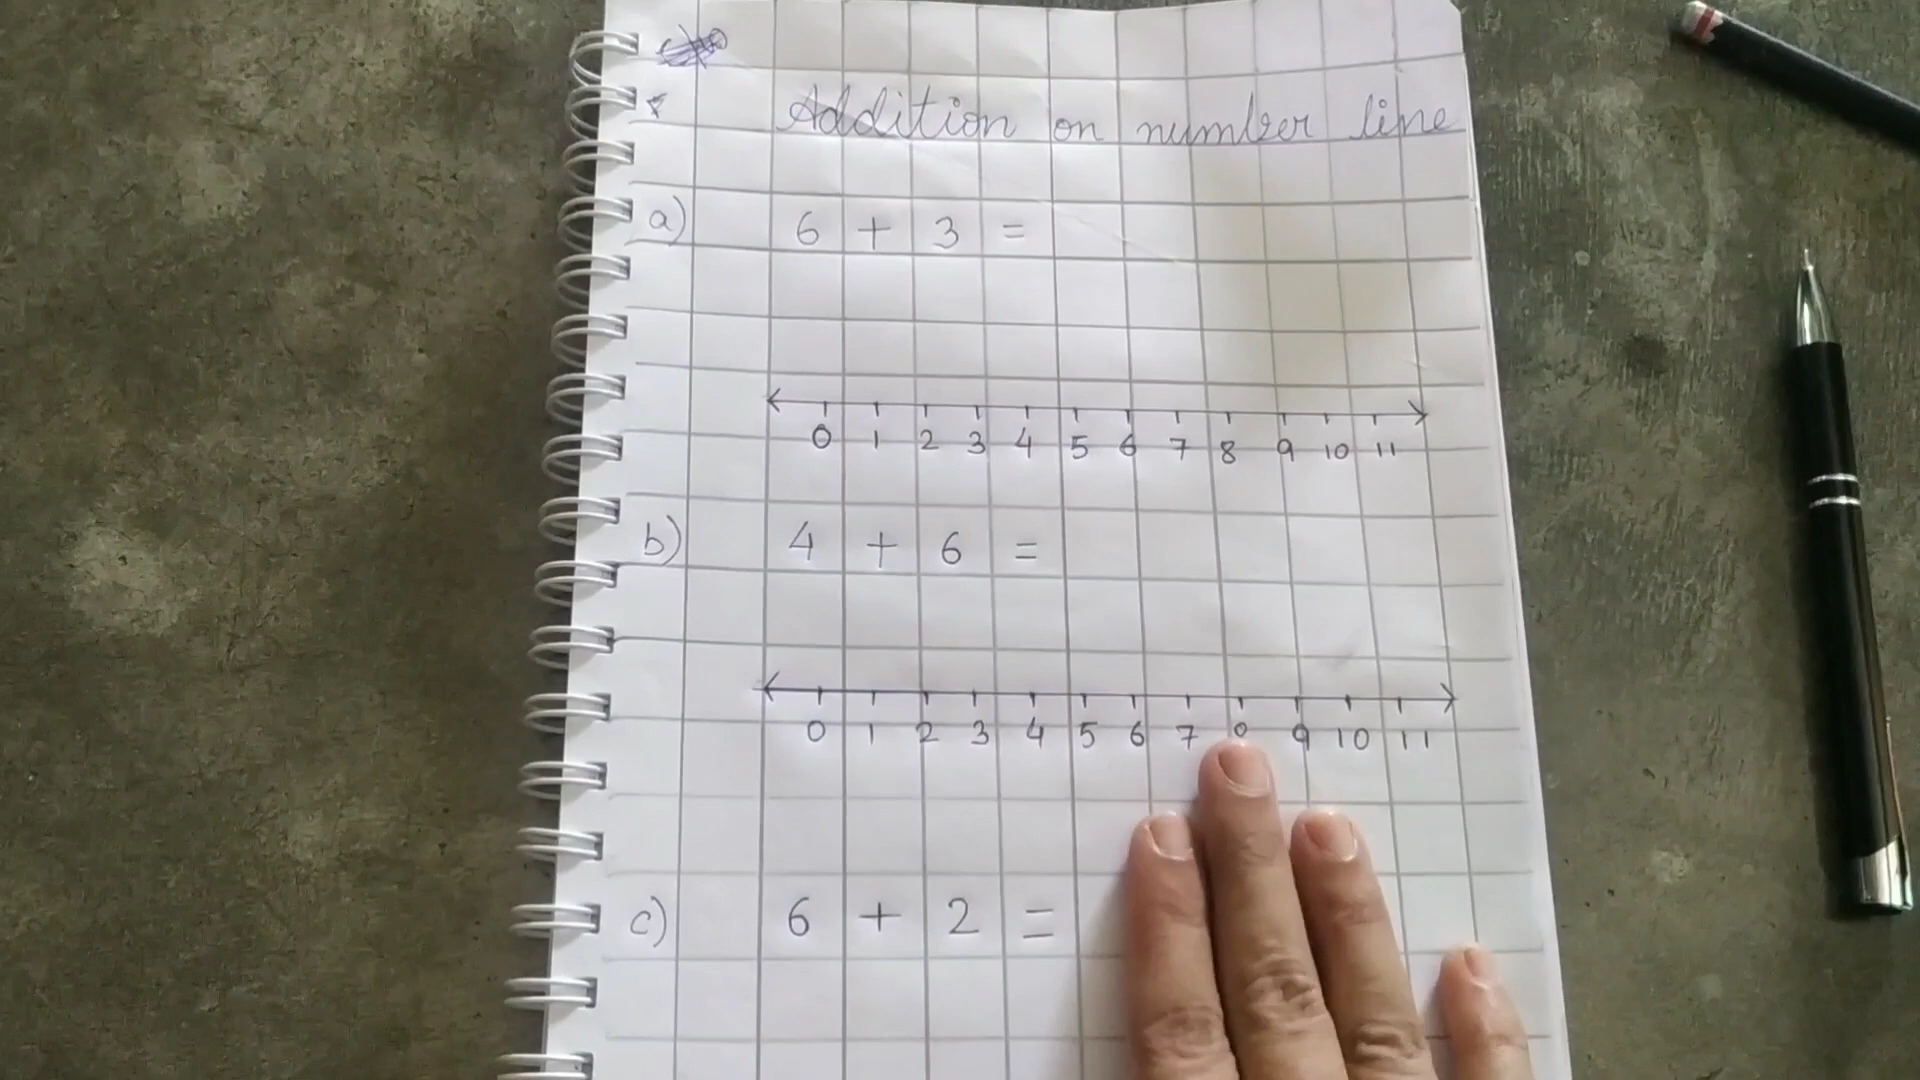 Addition on number line
a) 6 + 3 =
0 1 2 3 4 5 6 7 8 9 10 11
b) 4 + 6 =
0 1 2 3 4 5 6 7 8 9 10 11
c) 6 + 2 =